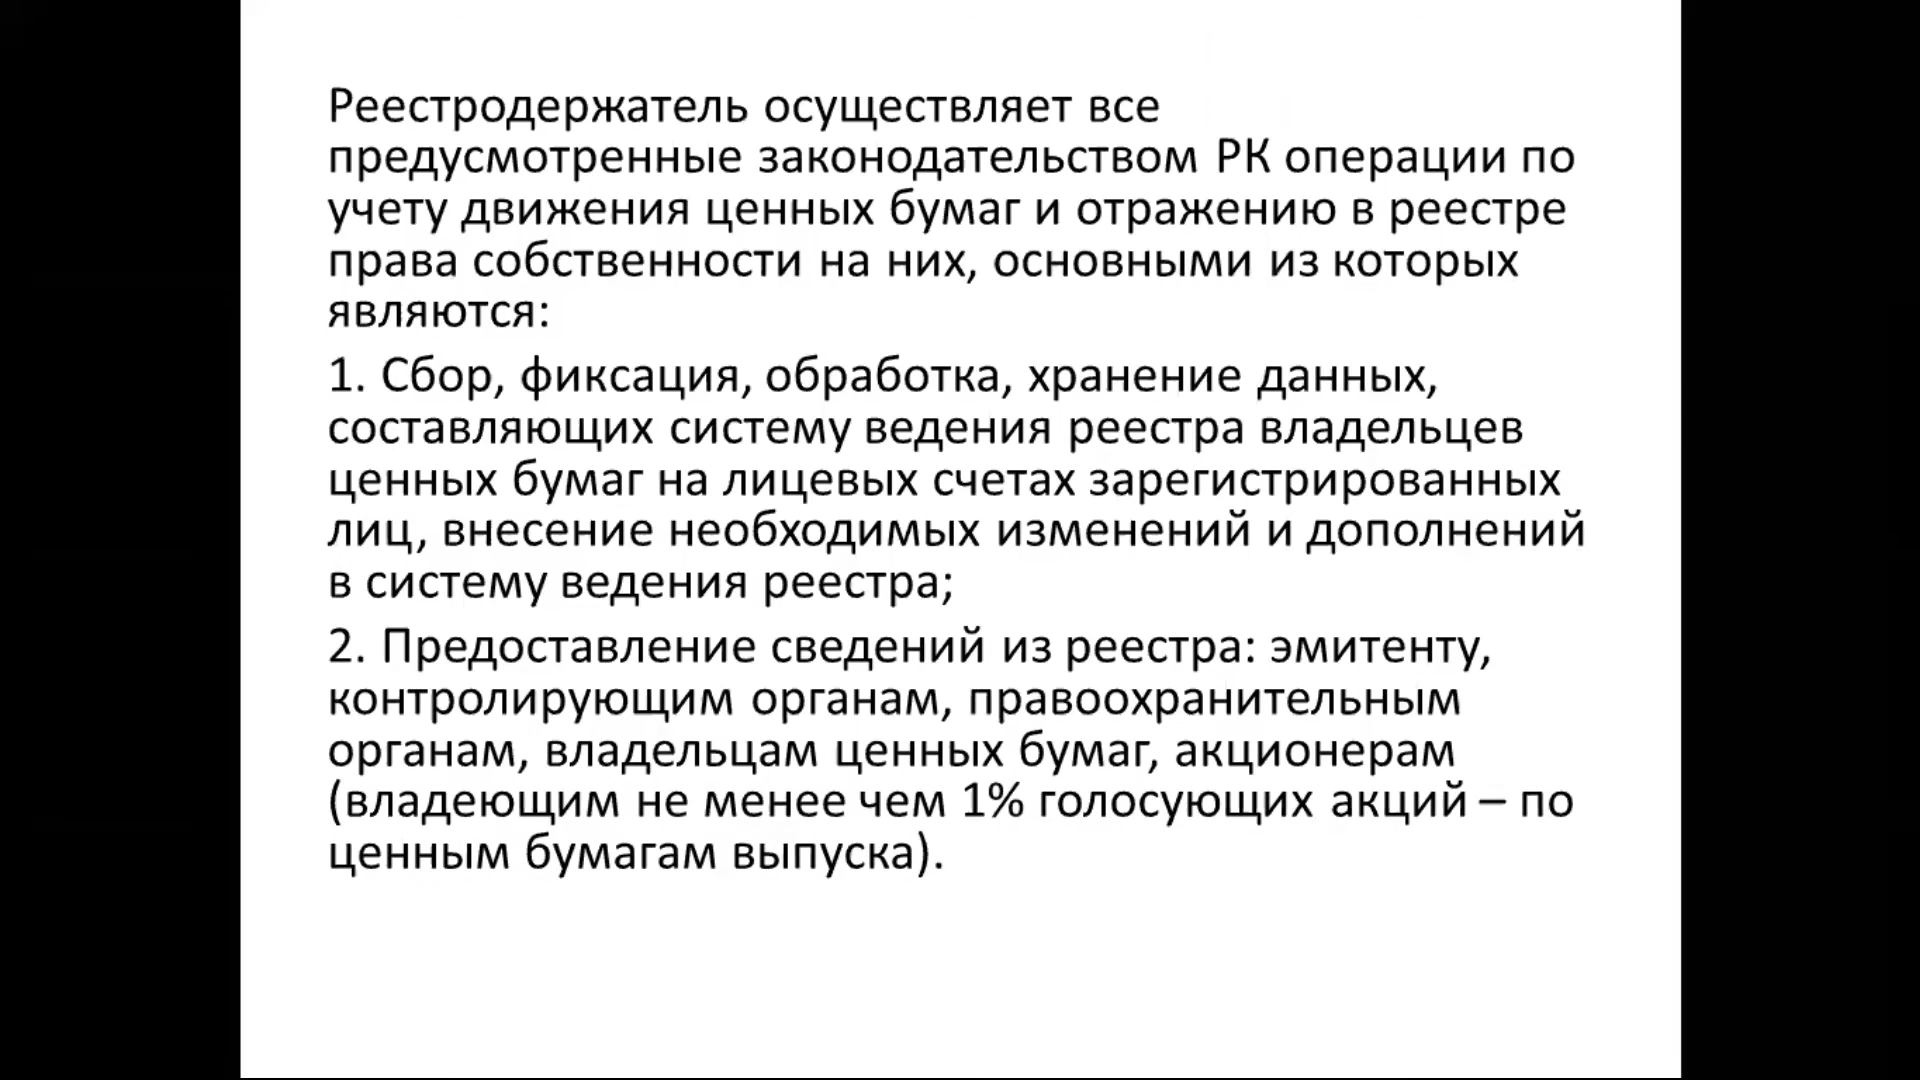 Реестродержатель осуществляет все
предусмотренные законодательством РК операции по
учету движения ценных бумаг и отражению в реестре
права собственности на них, основными из которых
являются:
1. Сбор, фиксация, обработка, хранение данных,
составляющих систему ведения реестра владельцев
ценных бумаг на лицевых счетах зарегистрированных
лиц, внесение необходимых изменений и дополнений
в систему ведения реестра;
2. Предоставление сведений из реестра: эмитенту,
контролирующим органам, правоохранительным
органам, владельцам ценных бумаг, акционерам
(владеющим не менее чем 1% голосующих акций – по
ценным бумагам выпуска).